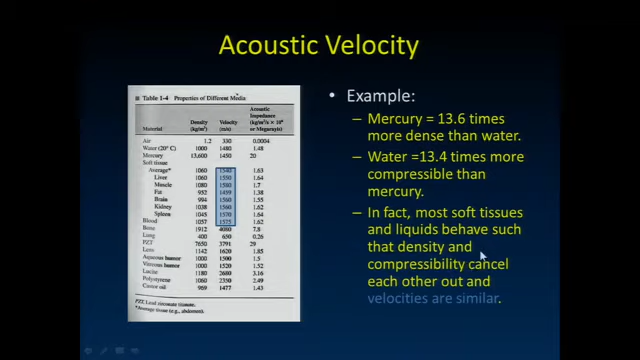 Acoustic Velocity
Table 1-4 Properties of Different Media
Material Density (kg/m³) Velocity (m/s) Acoustic Impedance (kg/m²/s × 10⁶ or Megarayls)
Air 1.2 330 0.0004
Water (20° C) 1000 1480 1.48
Mercury 13,600 1450 20
Soft tissue
Average* 1060 1540 1.63
Liver 1060 1550 1.64
Muscle 1080 1580 1.7
Fat 952 1459 1.38
Brain 994 1560 1.55
Kidney 1038 1560 1.62
Spleen 1045 1570 1.64
Blood 1057 1575 1.62
Bone 1912 4080 7.8
Lung 400 650 0.26
PZT 7650 3791 29
Lens 1142 1620 1.85
Aqueous humor 1000 1500 1.5
Vitreous humor 1000 1520 1.52
Lucite 1180 2680 3.16
Polystyrene 1060 2350 2.49
Castor oil 969 1477 1.43
PZT, Lead zirconate titanate.
*Average tissue (e.g., abdomen).
• Example:
– Mercury = 13.6 times
more dense than water.
– Water =13.4 times more
compressible than
mercury.
– In fact, most soft tissues
and liquids behave such
that density and
compressibility cancel
each other out and
velocities are similar.